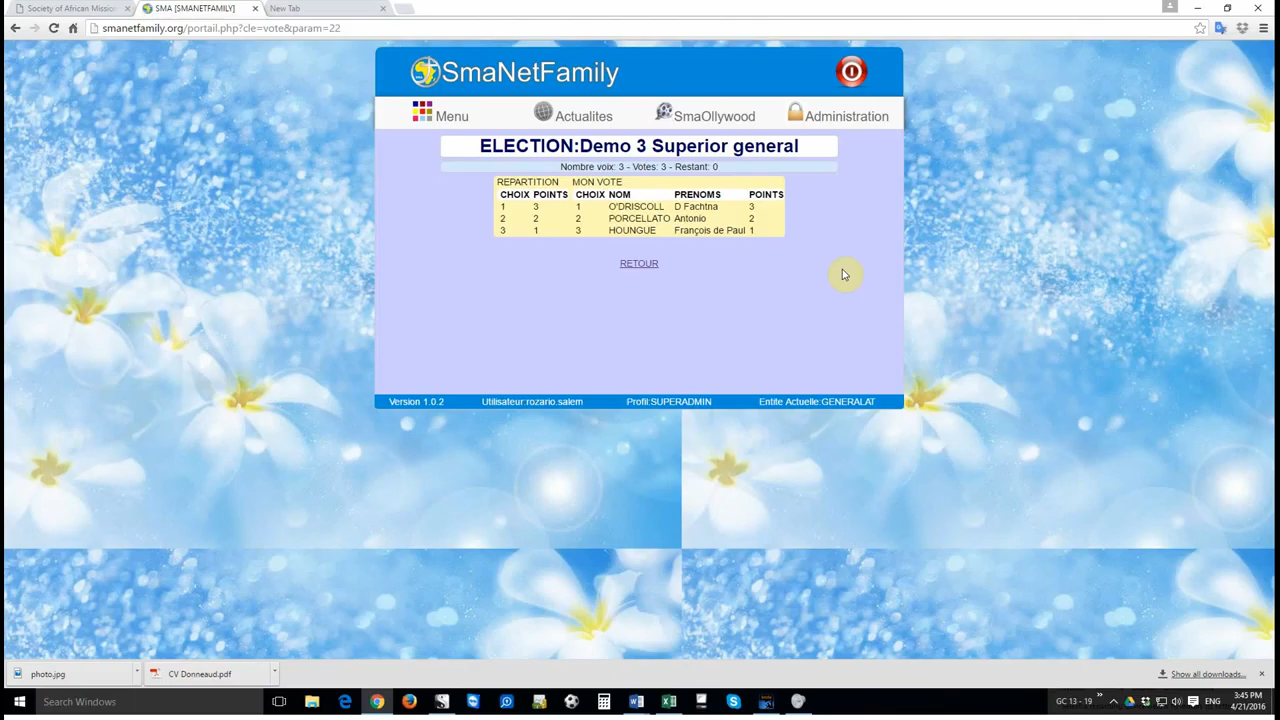 Society of African Missio
SMA [SMANETFAMILY]
New Tab
smanetfamily.org/portail.php?cle=vote&param=22
SmaNetFamily
Menu
Actualites
SmaOllywood
Administration
ELECTION:Demo 3 Superior general
Nombre voix: 3 - Votes: 3 - Restant: 0
REPARTITION MON VOTE
CHOIX POINTS CHOIX NOM PRENOMS POINTS
1 3 1 O'DRISCOLL D Fachtna 3
2 2 2 PORCELLATO Antonio 2
3 1 3 HOUNGUE François de Paul 1
RETOUR
Version 1.0.2
Utilisateur:rozario.salem
Profil:SUPERADMIN
Entite Actuelle:GENERALAT
photo.jpg
CV Donneaud.pdf
Show all downloads...
Search Windows
GC 13 - 19
ENG
3:45 PM
4/21/2016